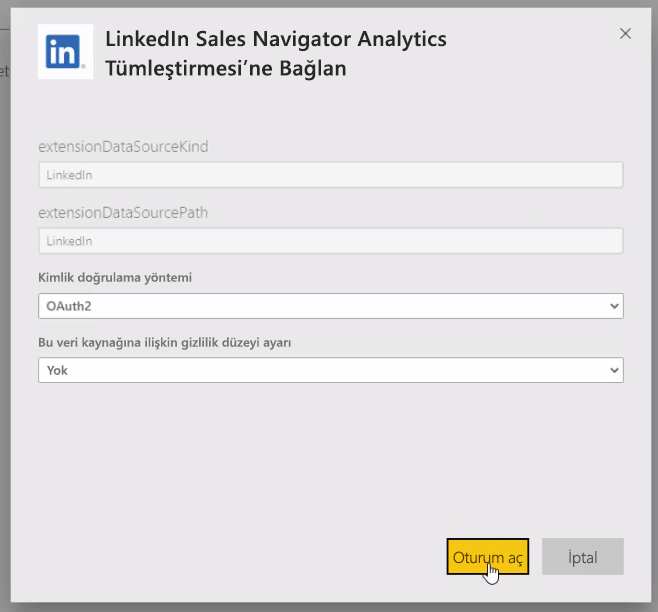 in
LinkedIn Sales Navigator Analytics
Tümleştirmesi’ne Bağlan
extensionDataSourceKind
LinkedIn
extensionDataSourcePath
LinkedIn
Kimlik doğrulama yöntemi
OAuth2
Bu veri kaynağına ilişkin gizlilik düzeyi ayarı
Yok
Oturum aç
İptal